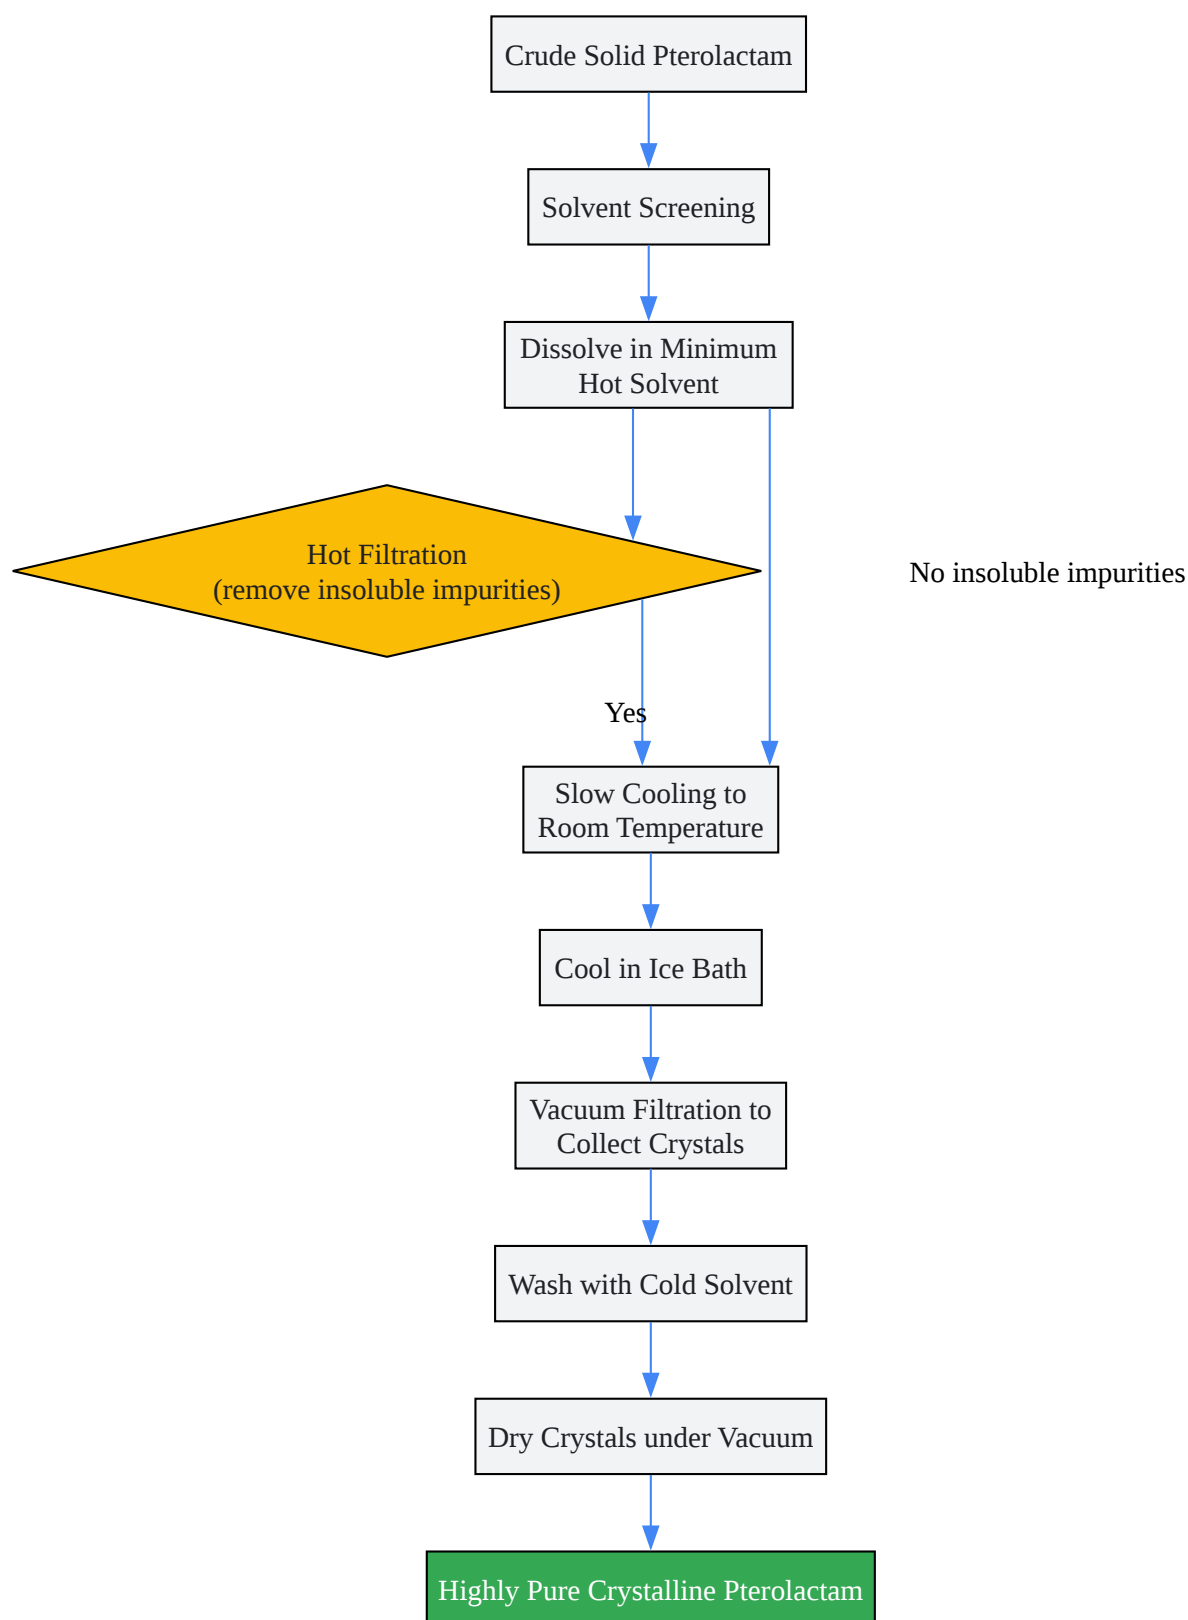 Crude Solid Pterolactam
Solvent Screening
Dissolve in Minimum
Hot Solvent
Hot Filtration
(remove insoluble impurities)
No insoluble impurities
Yes
Slow Cooling to
Room Temperature
Cool in Ice Bath
Vacuum Filtration to
Collect Crystals
Wash with Cold Solvent
Dry Crystals under Vacuum
Highly Pure Crystalline Pterolactam